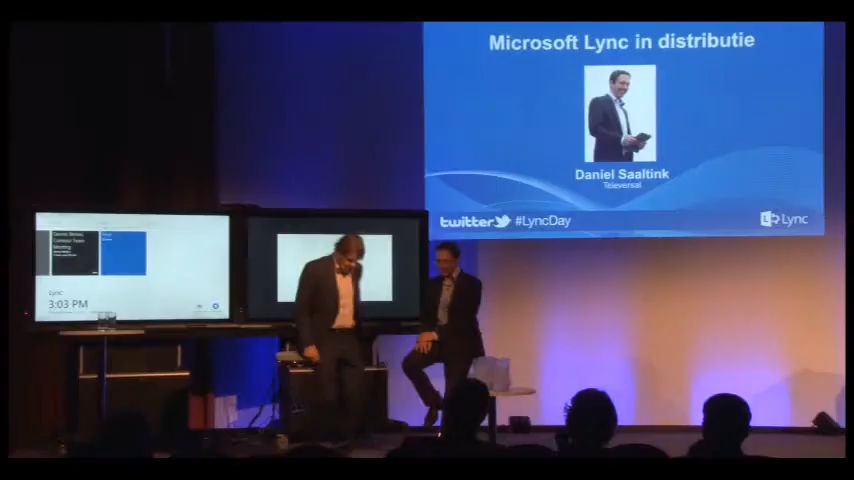 Microsoft Lync in distributie
Daniel Saaltink
Televersal
twitter #LyncDay
Lync
Lync
3:03 PM